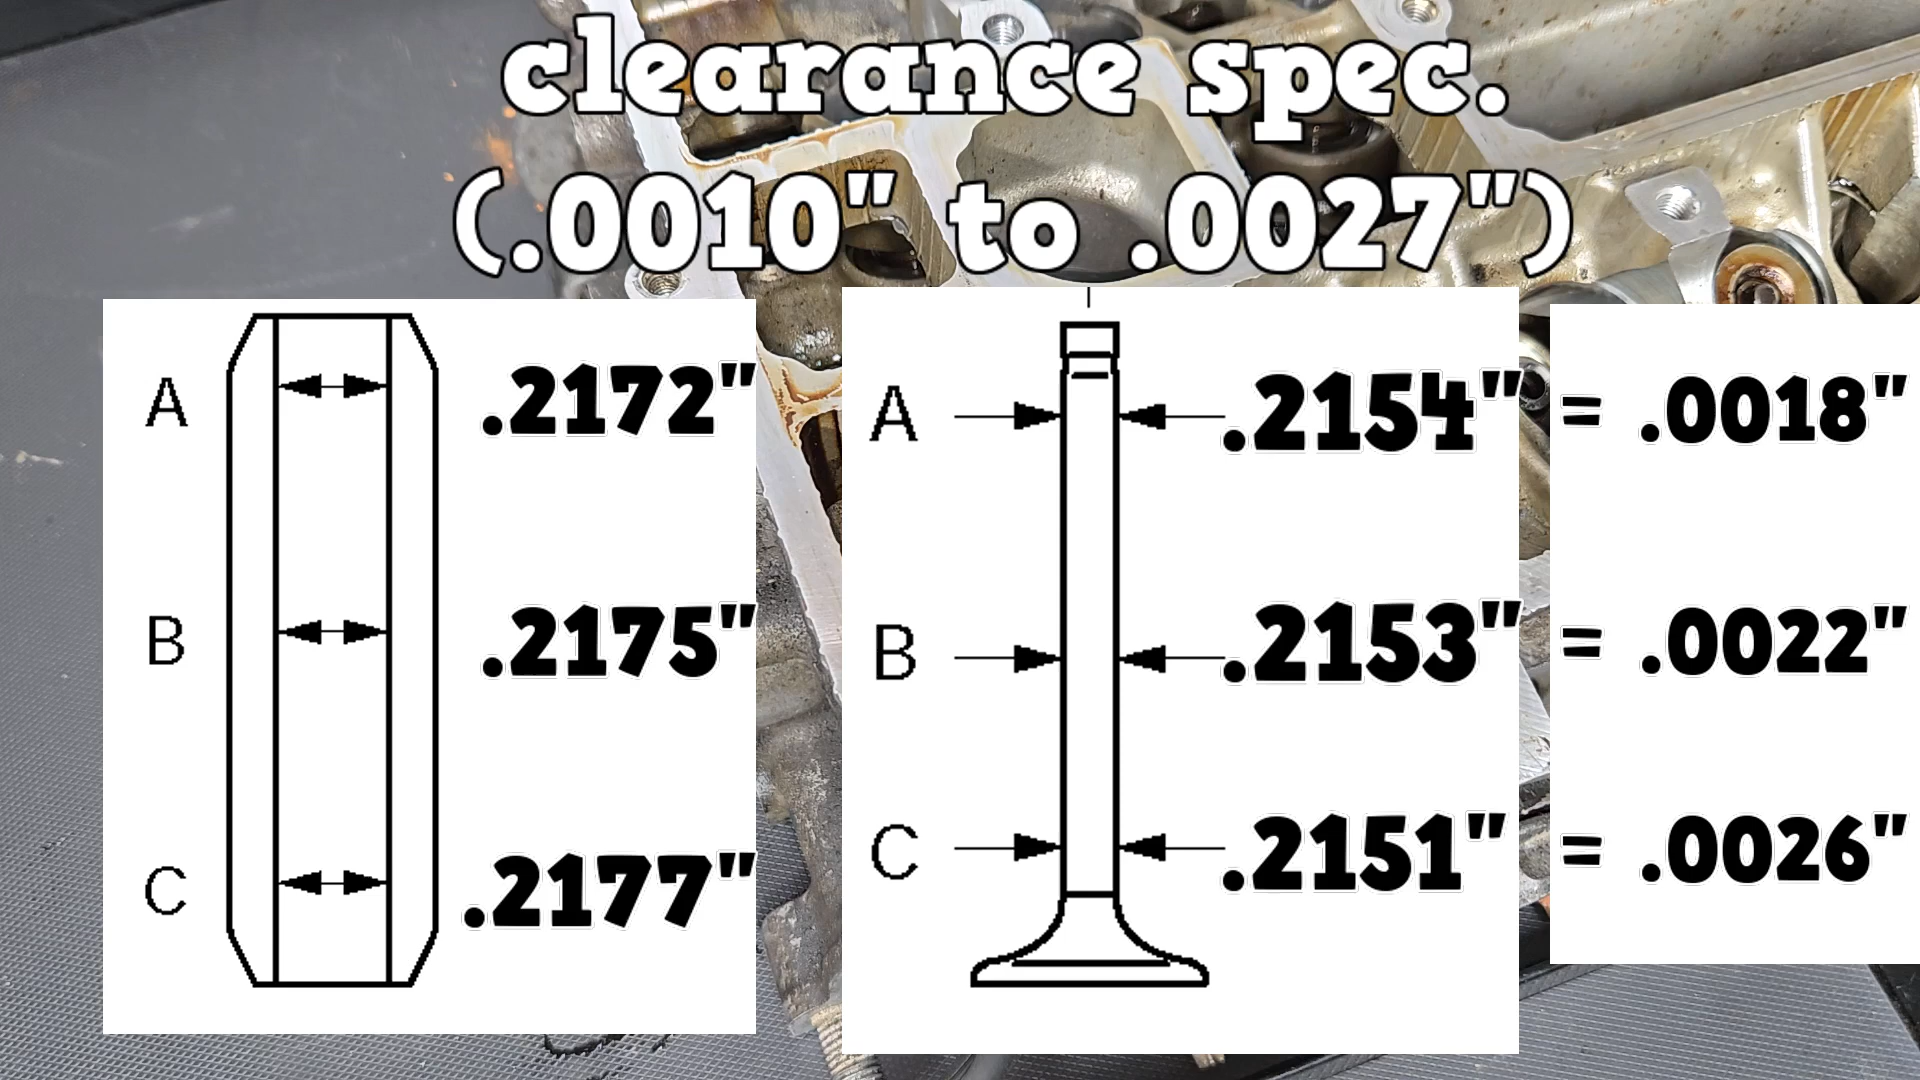 clearance spec.
(.0010" to .0027")
A .2172" A .2154" = .0018"
B .2175" B .2153" = .0022"
C .2177" C .2151" = .0026"